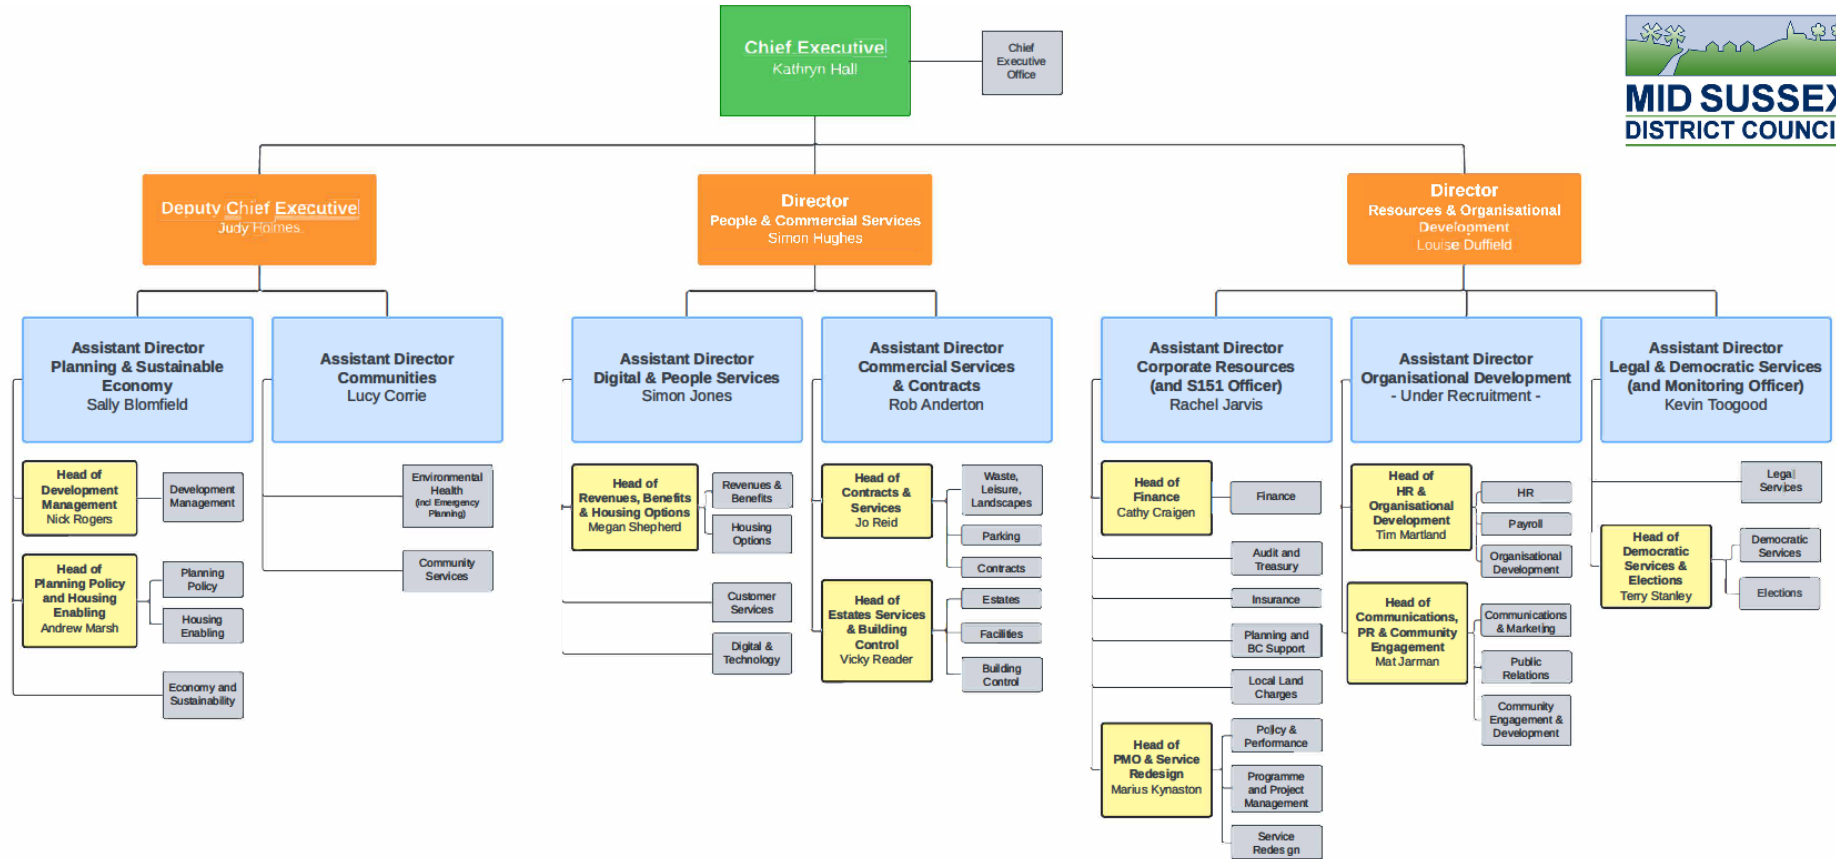 Chief Executive
Kathryn Hall
Chief
Executive
Office
MID SUSSEX
DISTRICT COUNCI
Deputy Chief Executive
Judy Holmes
Director
People & Commercial Services
Simon Hughes
Director
Resources & Organisational
Development
Louise Duffield
Assistant Director
Planning & Sustainable
Economy
Sally Blomfield
Assistant Director
Communities
Lucy Corrie
Assistant Director
Digital & People Services
Simon Jones
Assistant Director
Commercial Services
& Contracts
Rob Anderton
Assistant Director
Corporate Resources
(and S151 Officer)
Rachel Jarvis
Assistant Director
Organisational Development
- Under Recruitment -
Assistant Director
Legal & Democratic Services
(and Monitoring Officer)
Kevin Toogood
Head of
Development
Management
Nick Rogers
Development
Management
Head of
Planning Policy
and Housing
Enabling
Andrew Marsh
Planning
Policy
Housing
Enabling
Economy and
Sustainability
Environmental
Health
(incl Emergency
Planning)
Community
Services
Head of
Revenues, Benefits
& Housing Options
Megan Shepherd
Revenues &
Benefits
Housing
Options
Customer
Services
Digital &
Technology
Head of
Contracts &
Services
Jo Reid
Waste,
Leisure,
Landscapes
Parking
Contracts
Head of
Estates Services
& Building
Control
Vicky Reader
Estates
Facilities
Building
Control
Head of
Finance
Cathy Craigen
Finance
Audit and
Treasury
Insurance
Planning and
BC Support
Local Land
Charges
Head of
PMO & Service
Redesign
Marius Kynaston
Policy &
Performance
Programme
and Project
Management
Service
Redesign
Head of
HR &
Organisational
Development
Tim Martland
HR
Payroll
Organisational
Development
Head of
Communications,
PR & Community
Engagement
Mat Jarman
Communications
& Marketing
Public
Relations
Community
Engagement &
Development
Legal
Services
Head of
Democratic
Services &
Elections
Terry Stanley
Democratic
Services
Elections